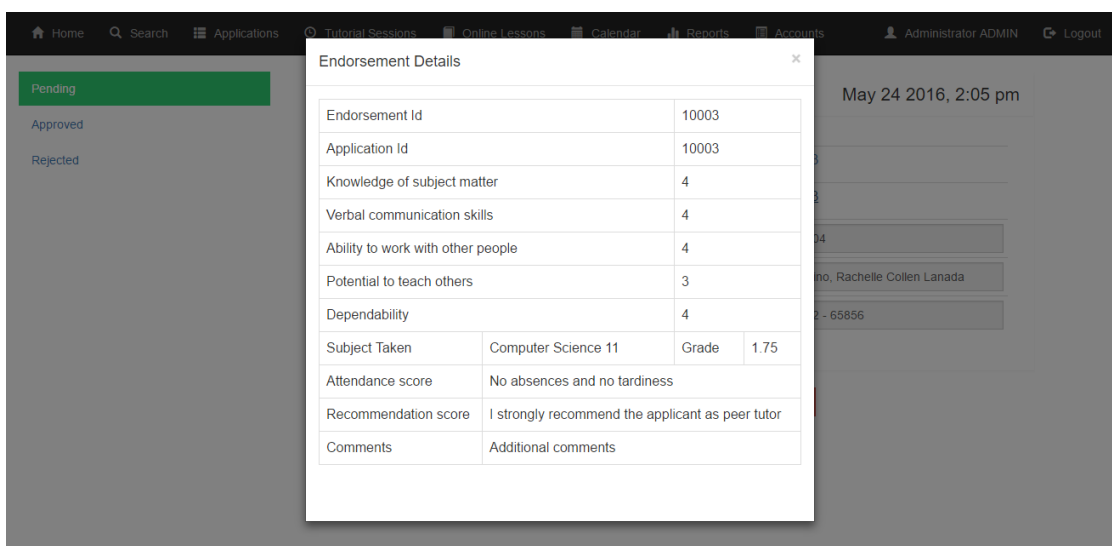 Home Search Applications Tutorial Sessions Online Lessons Calendar Reports Accounts Administrator ADMIN Logout
Endorsement Details ×
Pending
May 24 2016, 2:05 pm
Approved
Rejected
Endorsement Id 10003
Application Id 10003
Knowledge of subject matter 4
Verbal communication skills 4
Ability to work with other people 4
Potential to teach others 3
Dependability 4
Subject Taken Computer Science 11 Grade 1.75
Attendance score No absences and no tardiness
Recommendation score I strongly recommend the applicant as peer tutor
Comments Additional comments
3
3
04
ino, Rachelle Collen Lanada
2 - 65856